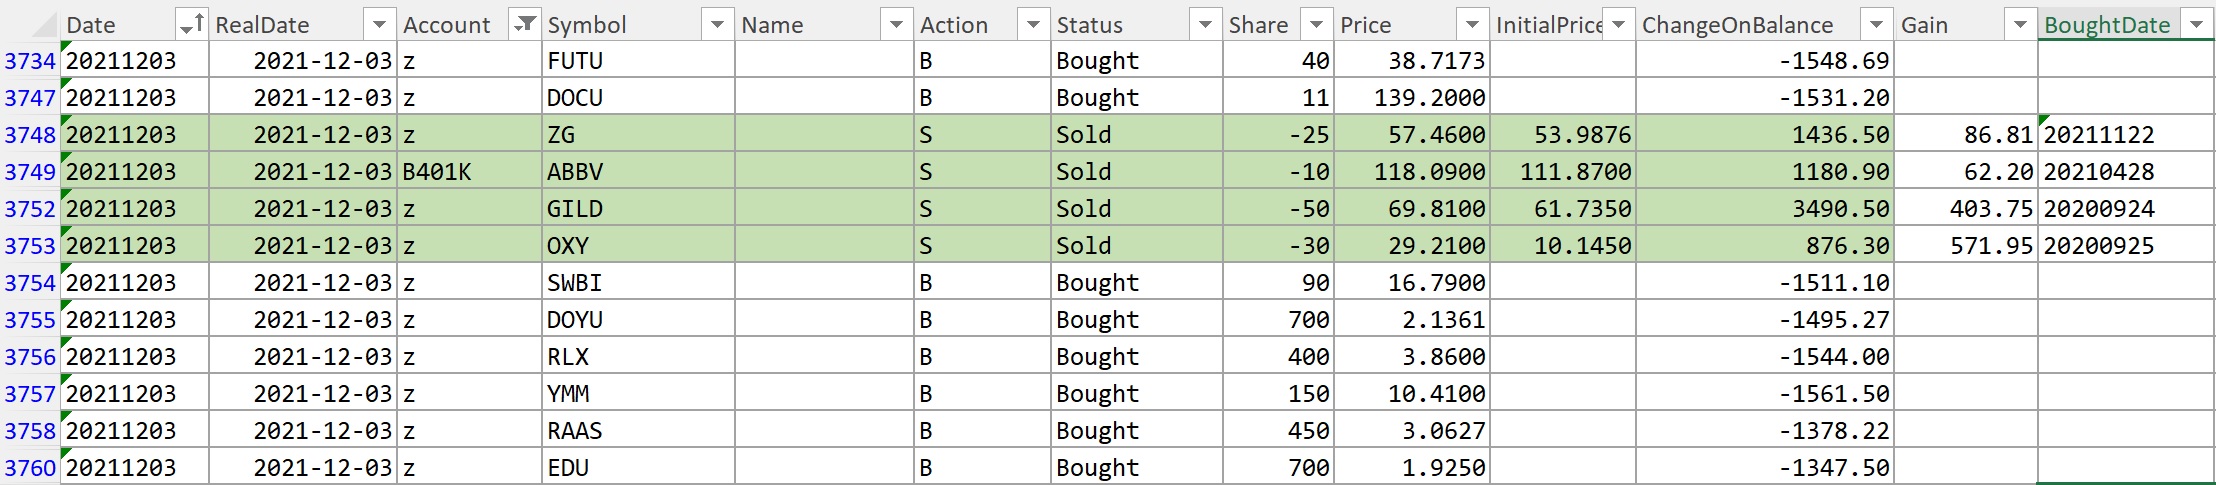 Date RealDate Account Symbol Name Action Status Share Price InitialPrice ChangeOnBalance Gain BoughtDate
3734 20211203 2021-12-03 z FUTU B Bought 40 38.7173 -1548.69
3747 20211203 2021-12-03 z DOCU B Bought 11 139.2000 -1531.20
3748 20211203 2021-12-03 z ZG S Sold -25 57.4600 53.9876 1436.50 86.81 20211122
3749 20211203 2021-12-03 B401K ABBV S Sold -10 118.0900 111.8700 1180.90 62.20 20210428
3752 20211203 2021-12-03 z GILD S Sold -50 69.8100 61.7350 3490.50 403.75 20200924
3753 20211203 2021-12-03 z OXY S Sold -30 29.2100 10.1450 876.30 571.95 20200925
3754 20211203 2021-12-03 z SWBI B Bought 90 16.7900 -1511.10
3755 20211203 2021-12-03 z DOYU B Bought 700 2.1361 -1495.27
3756 20211203 2021-12-03 z RLX B Bought 400 3.8600 -1544.00
3757 20211203 2021-12-03 z YMM B Bought 150 10.4100 -1561.50
3758 20211203 2021-12-03 z RAAS B Bought 450 3.0627 -1378.22
3760 20211203 2021-12-03 z EDU B Bought 700 1.9250 -1347.50